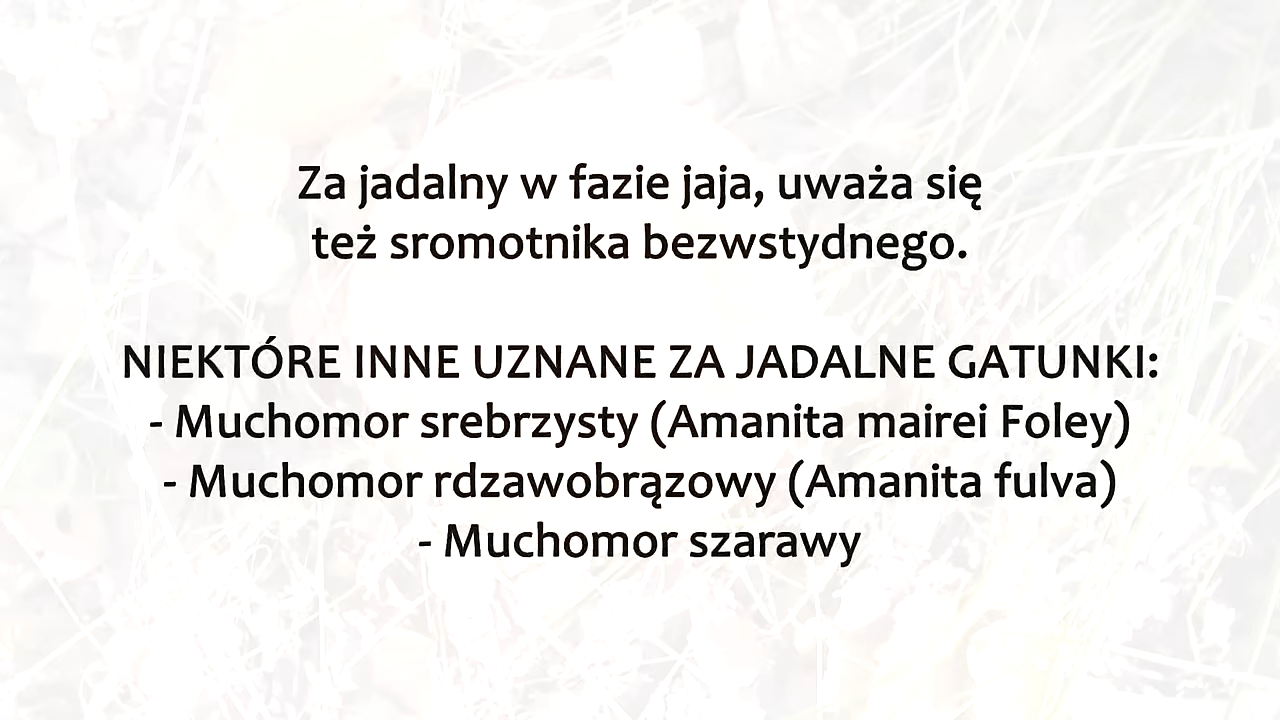 Za jadalny w fazie jaja, uważa się
też sromotnika bezwstydnego.
NIEKTÓRE INNE UZNANE ZA JADALNE GATUNKI:
- Muchomor srebrzysty (Amanita mairei Foley)
- Muchomor rdzawobrązowy (Amanita fulva)
- Muchomor szarawy